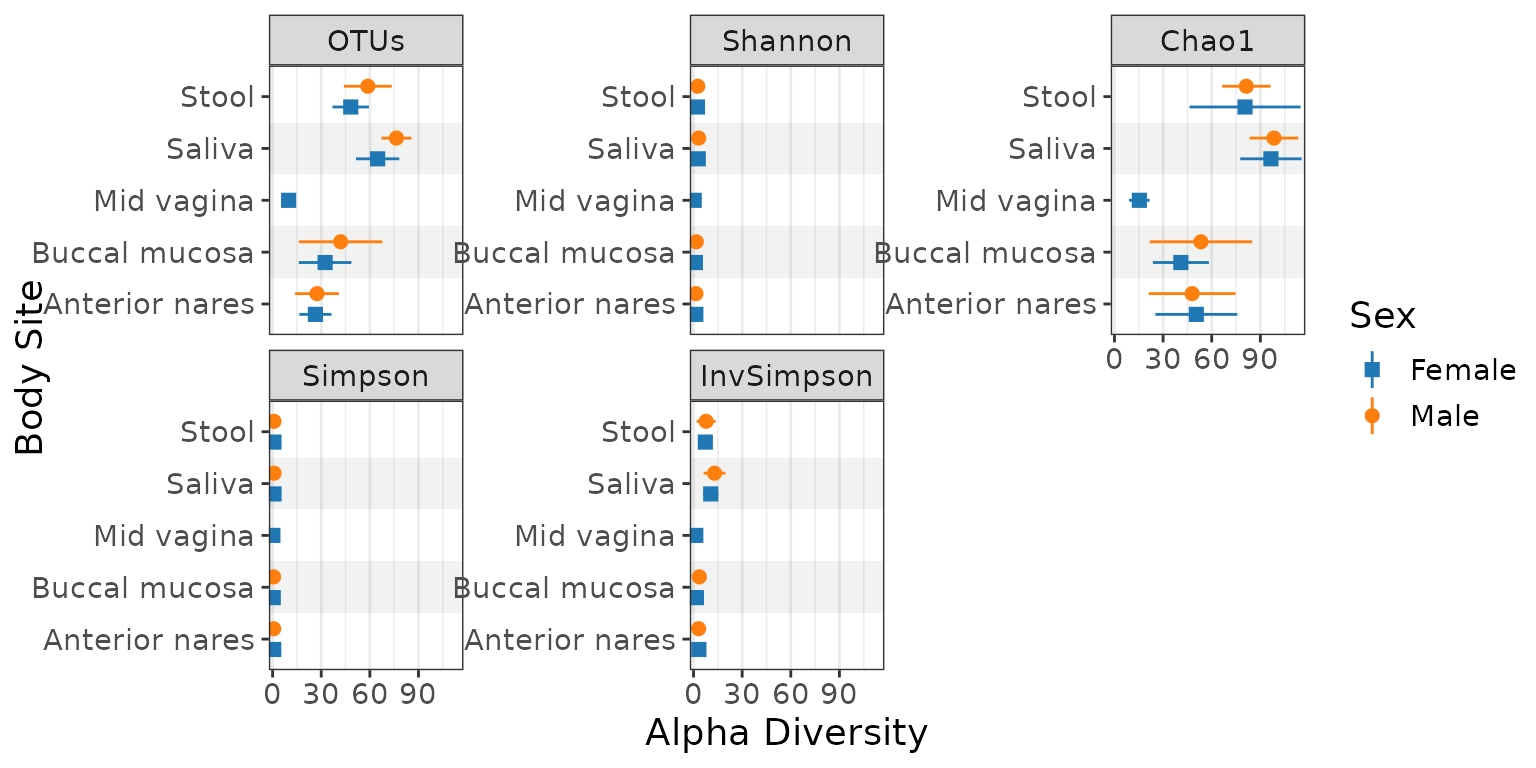 OTUs
Shannon
Chao1
Stool
Saliva
Mid vagina
Buccal mucosa
Anterior nares
Stool
Saliva
Mid vagina
Buccal mucosa
Anterior nares
Stool
Saliva
Mid vagina
Buccal mucosa
Anterior nares
0 30 60 90
Body Site
Sex
Female
Male
Simpson
InvSimpson
Stool
Saliva
Mid vagina
Buccal mucosa
Anterior nares
0 30 60 90
Stool
Saliva
Mid vagina
Buccal mucosa
Anterior nares
0 30 60 90
Alpha Diversity